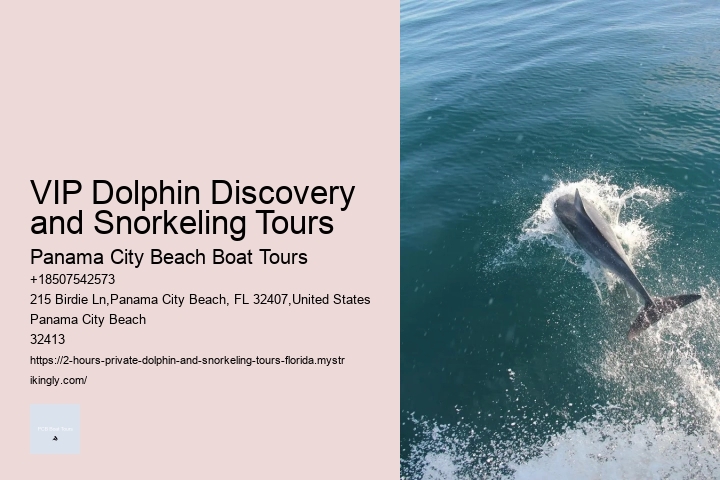 VIP Dolphin Discovery
and Snorkeling Tours
Panama City Beach Boat Tours
+18507542573
215 Birdie Ln,Panama City Beach, FL 32407,United States
Panama City Beach
32413
https://2-hours-private-dolphin-and-snorkeling-tours-florida.mystr
ikingly.com/